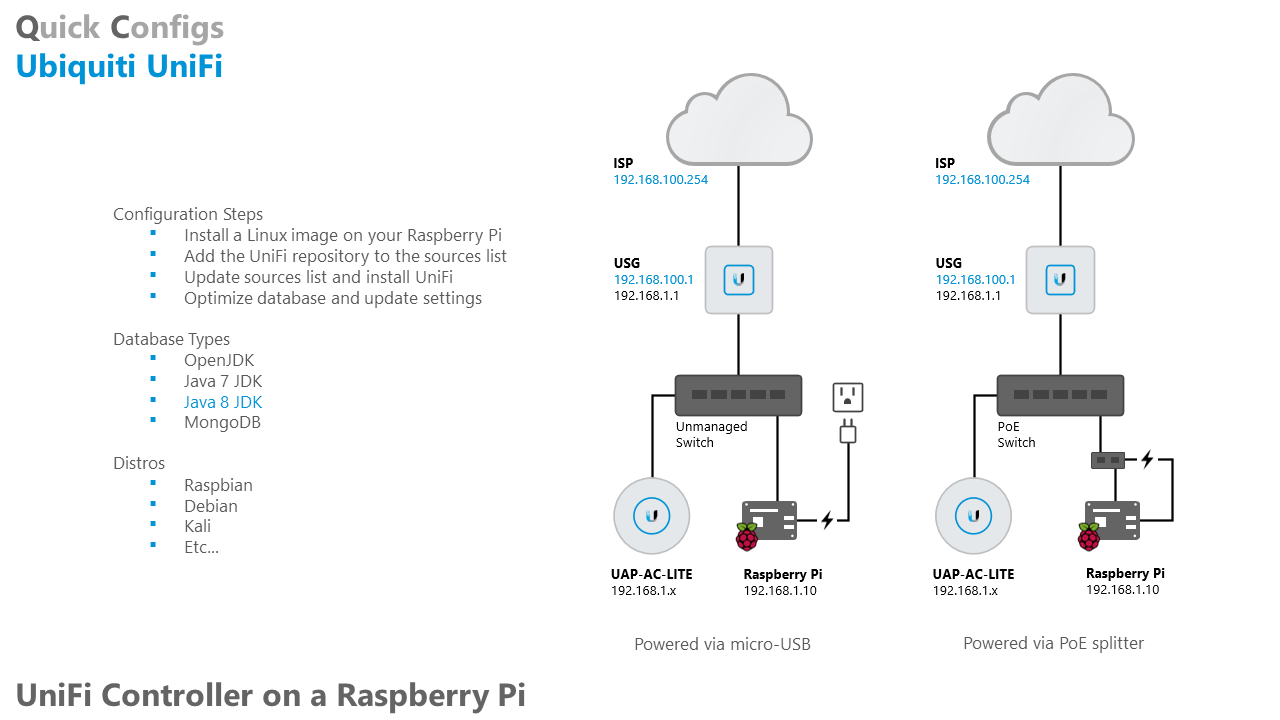 Quick Configs
Ubiquiti UniFi
Configuration Steps
Install a Linux image on your Raspberry Pi
Add the UniFi repository to the sources list
Update sources list and install UniFi
Optimize database and update settings
Database Types
OpenJDK
Java 7 JDK
Java 8 JDK
MongoDB
Distros
Raspbian
Debian
Kali
Etc...
ISP
192.168.100.254
USG
192.168.100.1
192.168.1.1
Unmanaged
Switch
UAP-AC-LITE
192.168.1.x
Raspberry Pi
192.168.1.10
Powered via micro-USB
ISP
192.168.100.254
USG
192.168.100.1
192.168.1.1
PoE
Switch
UAP-AC-LITE
192.168.1.x
Raspberry Pi
192.168.1.10
Powered via PoE splitter
UniFi Controller on a Raspberry Pi